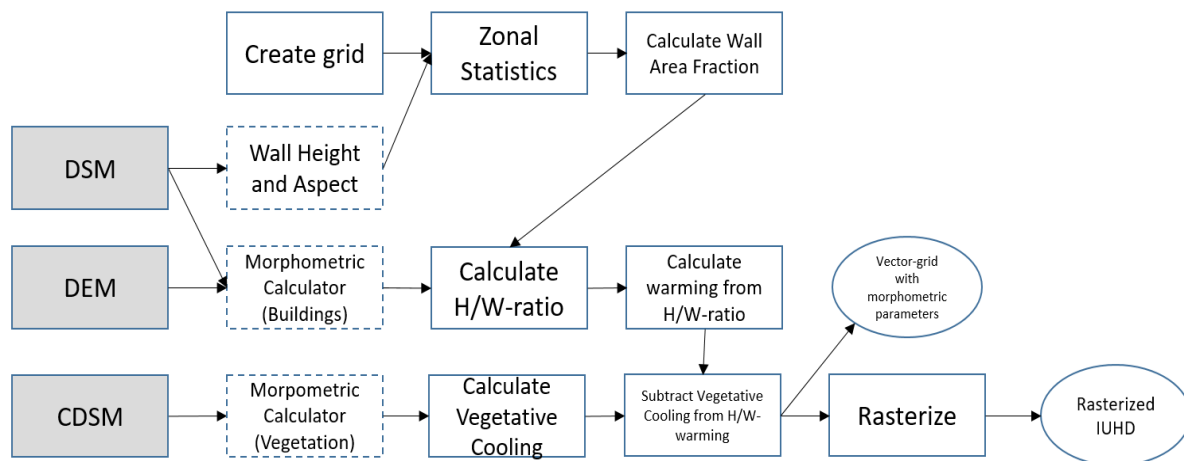 Create grid
Zonal
Statistics
Calculate Wall
Area Fraction
DSM
Wall Height
and Aspect
DEM
Morphometric
Calculator
(Buildings)
Calculate
H/W-ratio
Calculate
warming from
H/W-ratio
Vector-grid
with
morphometric
parameters
CDSM
Morpometric
Calculator
(Vegetation)
Calculate
Vegetative
Cooling
Subtract Vegetative
Cooling from H/W-
warming
Rasterize
Rasterized
IUHD